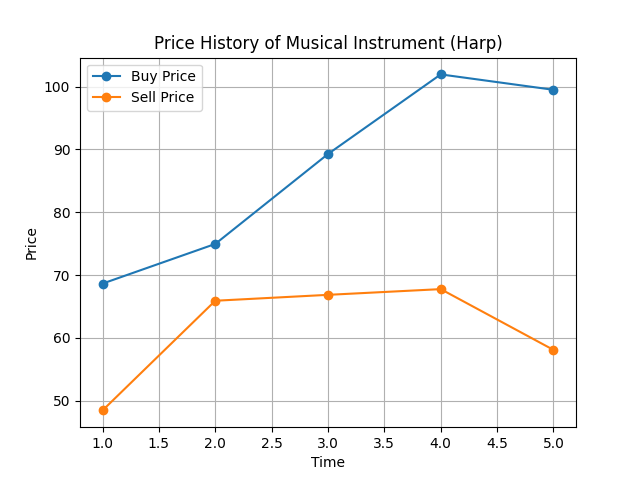 Price History of Musical Instrument (Harp)
Buy Price
Sell Price
100
90
80
70
60
50
Price
1.0 1.5 2.0 2.5 3.0 3.5 4.0 4.5 5.0
Time